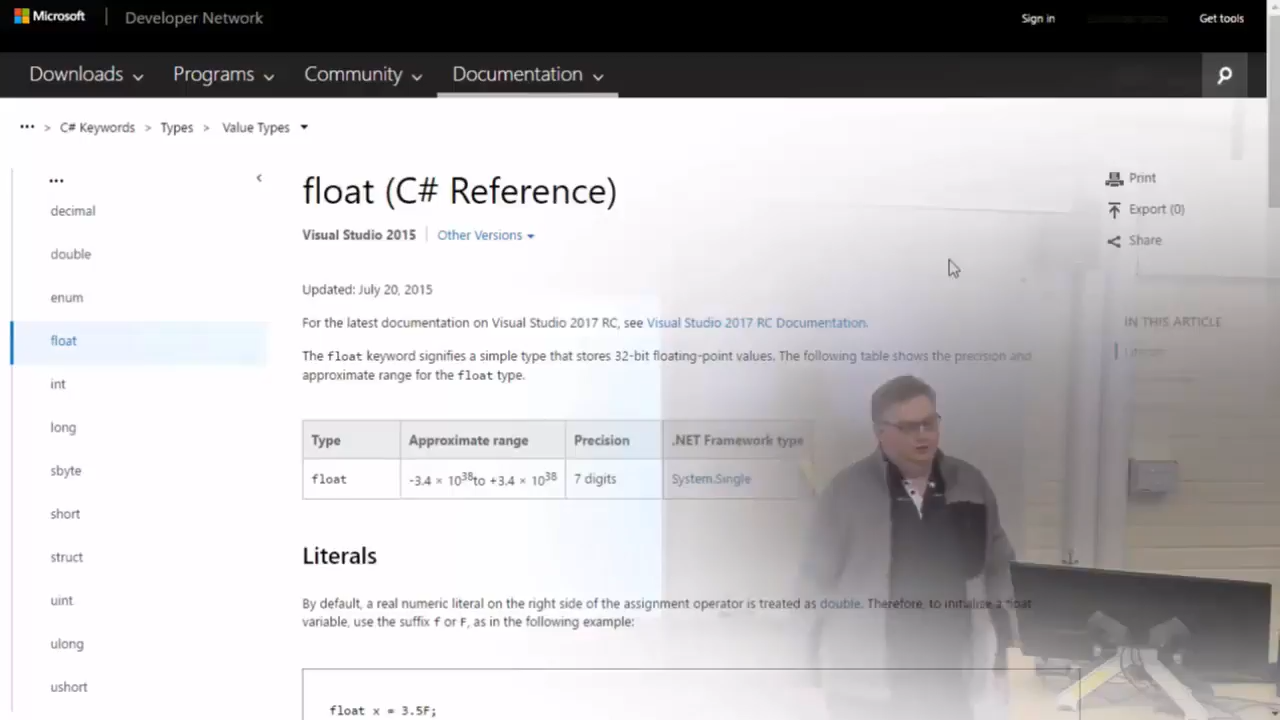 Microsoft
Developer Network
Sign in
Get tools
Downloads
Programs
Community
Documentation
... > C# Keywords > Types > Value Types
...
decimal
double
enum
float
int
long
sbyte
short
struct
uint
ulong
ushort
float (C# Reference)
Visual Studio 2015
Other Versions
Updated: July 20, 2015
For the latest documentation on Visual Studio 2017 RC, see Visual Studio 2017 RC Documentation.
The float keyword signifies a simple type that stores 32-bit floating-point values. The following table shows the precision and
approximate range for the float type.
Type Approximate range Precision .NET Framework type
float -3.4 × 10³⁸to +3.4 × 10³⁸ 7 digits System.Single
Literals
By default, a real numeric literal on the right side of the assignment operator is treated as double. Therefore, to initialize a float
variable, use the suffix f or F, as in the following example:
float x = 3.5F;
Print
Export (0)
Share
IN THIS ARTICLE